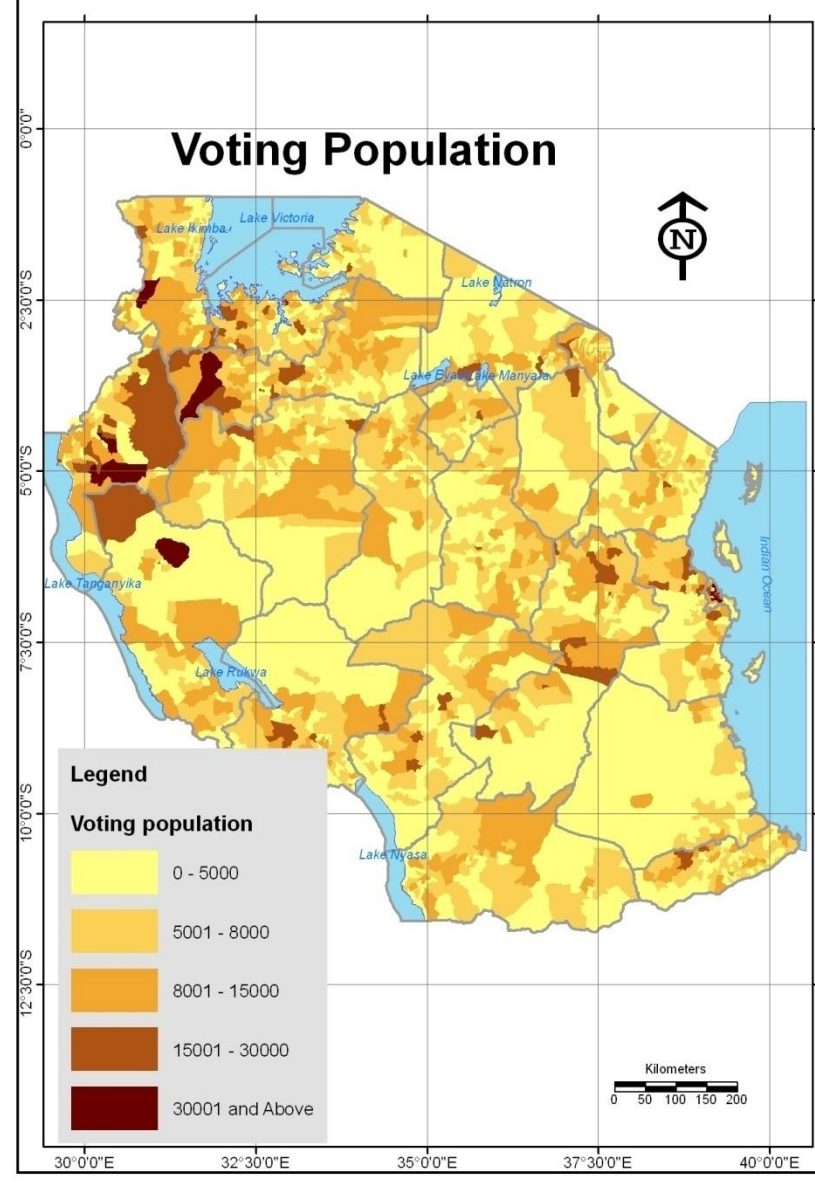 Voting Population
N
Lake Victoria
Lake Ikimba
Lake Natron
Lake Eyasi
Lake Manyara
Lake Tanganyika
Lake Rukwa
Lake Nyasa
Indian Ocean
0°0'0"
2°30'0"S
5°0'0"S
7°30'0"S
10°0'0"S
12°30'0"S
Legend
Voting population
0 - 5000
5001 - 8000
8001 - 15000
15001 - 30000
30001 and Above
Kilometers
0 50 100 150 200
30°0'0"E 32°30'0"E 35°0'0"E 37°30'0"E 40°0'0"E